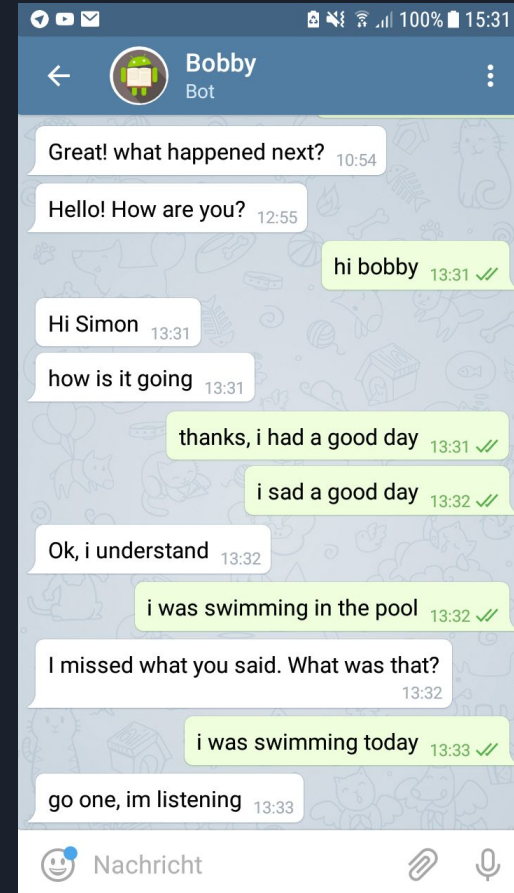 100% 15:31
Bobby
Bot
Great! what happened next? 10:54
Hello! How are you? 12:55
hi bobby 13:31
Hi Simon 13:31
how is it going 13:31
thanks, i had a good day 13:31
i sad a good day 13:32
Ok, i understand 13:32
i was swimming in the pool 13:32
I missed what you said. What was that?
13:32
i was swimming today 13:33
go one, im listening 13:33
Nachricht